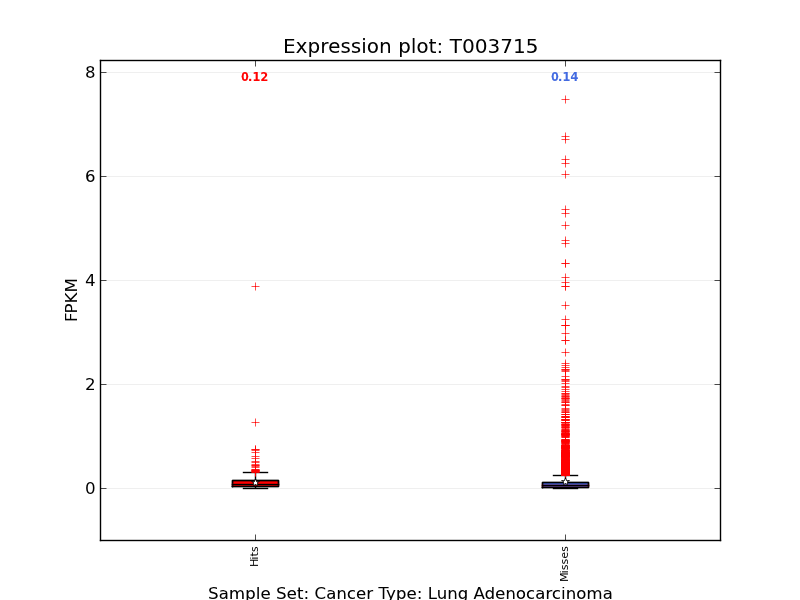 Expression plot: T003715
0.12
0.14
8
6
4
2
0
FPKM
Hits
Misses
Sample Set: Cancer Type: Lung Adenocarcinoma